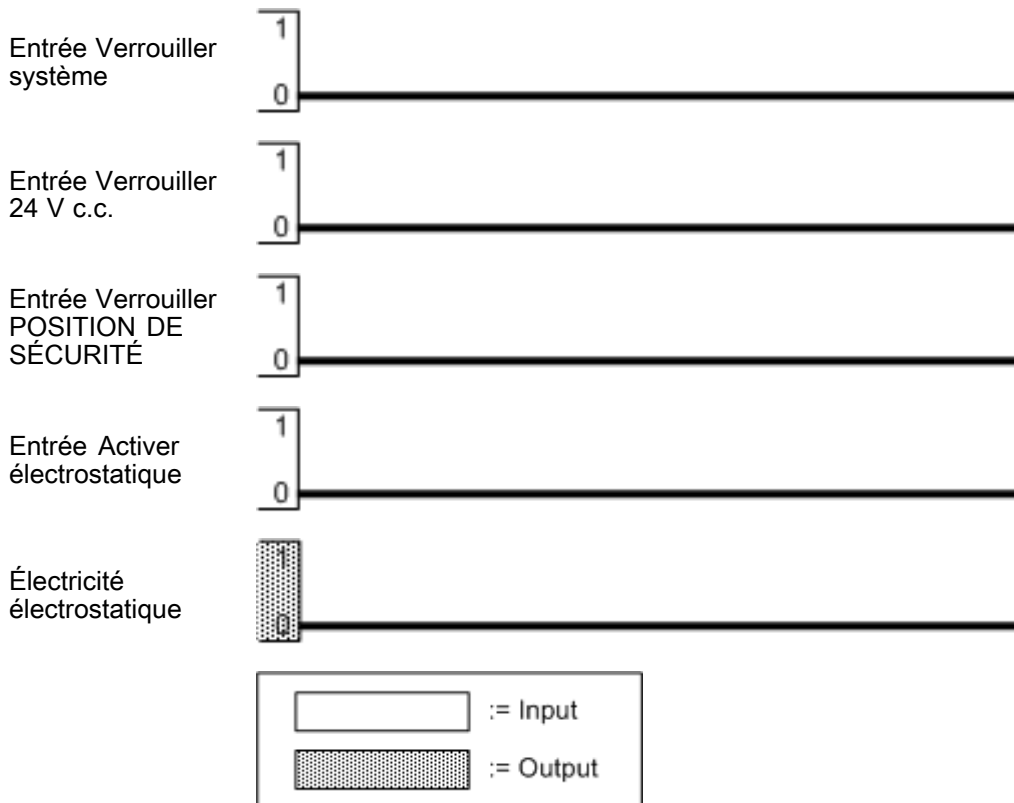 Entrée Verrouiller
système
1
0
Entrée Verrouiller
24 V c.c.
1
0
Entrée Verrouiller
POSITION DE
SÉCURITÉ
1
0
Entrée Activer
électrostatique
1
0
Électricité
électrostatique
1
0
:= Input
:= Output